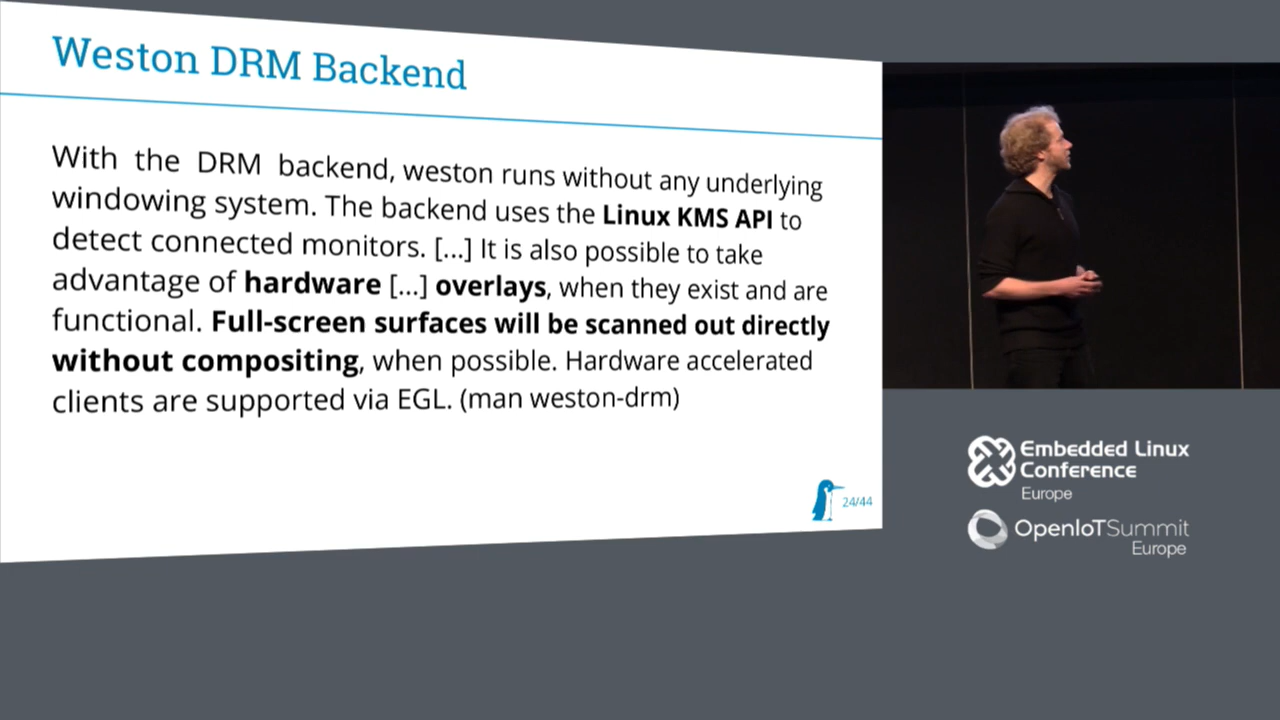 Weston DRM Backend
With the DRM backend, weston runs without any underlying
windowing system. The backend uses the Linux KMS API to
detect connected monitors. [...] It is also possible to take
advantage of hardware [...] overlays, when they exist and are
functional. Full-screen surfaces will be scanned out directly
without compositing, when possible. Hardware accelerated
clients are supported via EGL. (man weston-drm)
24/44
Embedded Linux
Conference
Europe
OpenIoTSummit
Europe